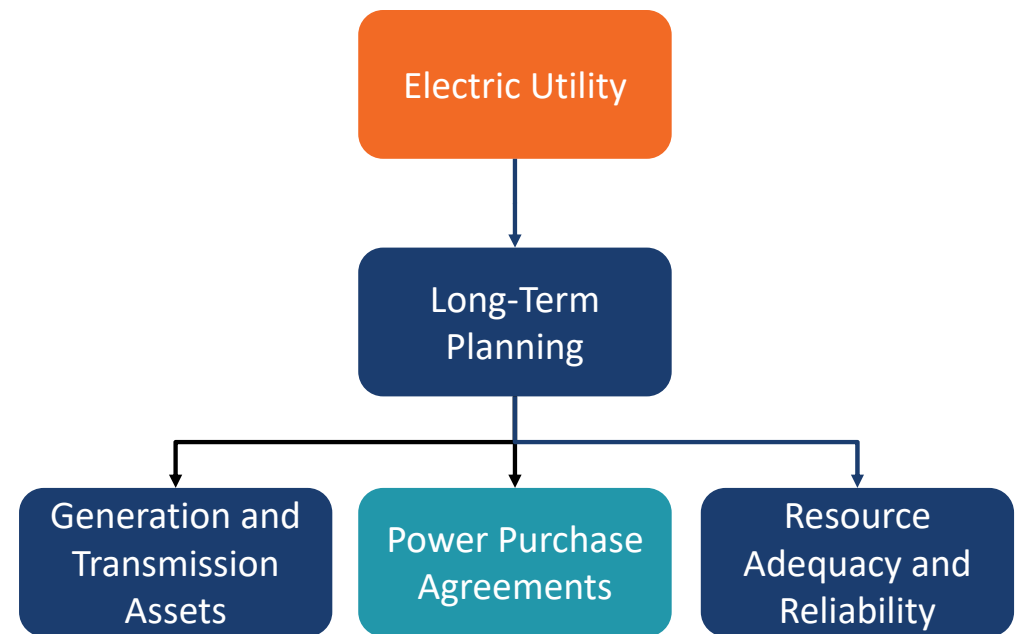 Electric Utility
Long-Term
Planning
Generation and
Transmission
Assets
Power Purchase
Agreements
Resource
Adequacy and
Reliability